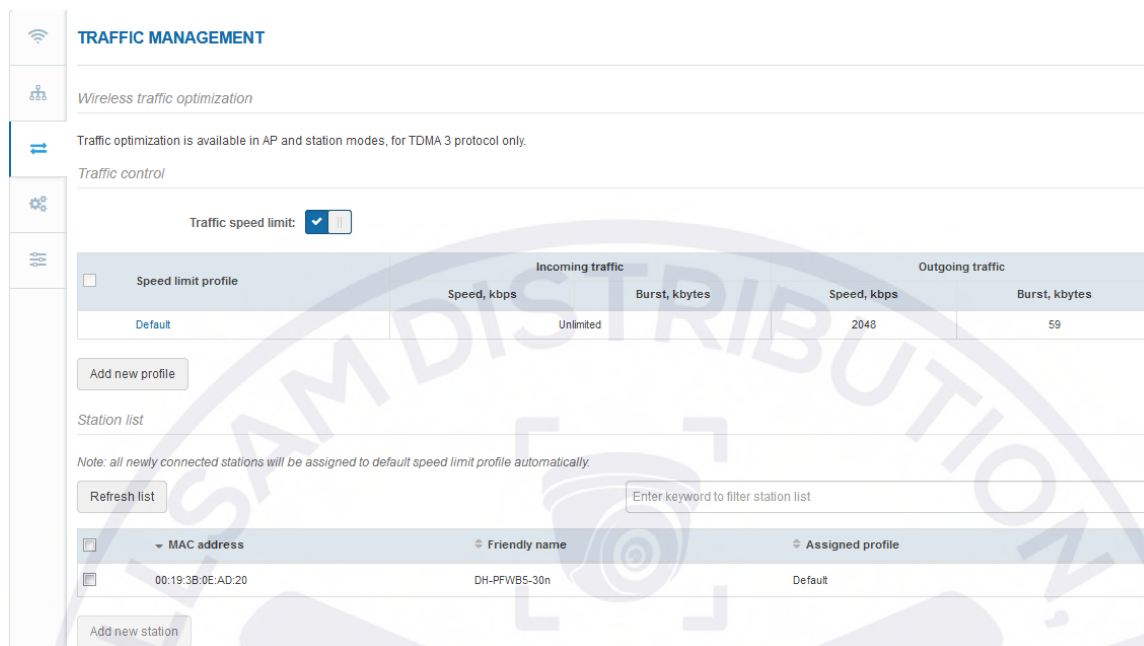 TRAFFIC MANAGEMENT
Wireless traffic optimization
Traffic optimization is available in AP and station modes, for TDMA 3 protocol only.
Traffic control
Traffic speed limit:
Speed limit profile Incoming traffic Outgoing traffic
Speed, kbps Burst, kbytes Speed, kbps Burst, kbytes
Default Unlimited 2048 59
Add new profile
Station list
Note: all newly connected stations will be assigned to default speed limit profile automatically.
Refresh list Enter keyword to filter station list
MAC address Friendly name Assigned profile
00:19:3B:0E:AD:20 DH-PFWB5-30n Default
Add new station
DISTRIBUTION,